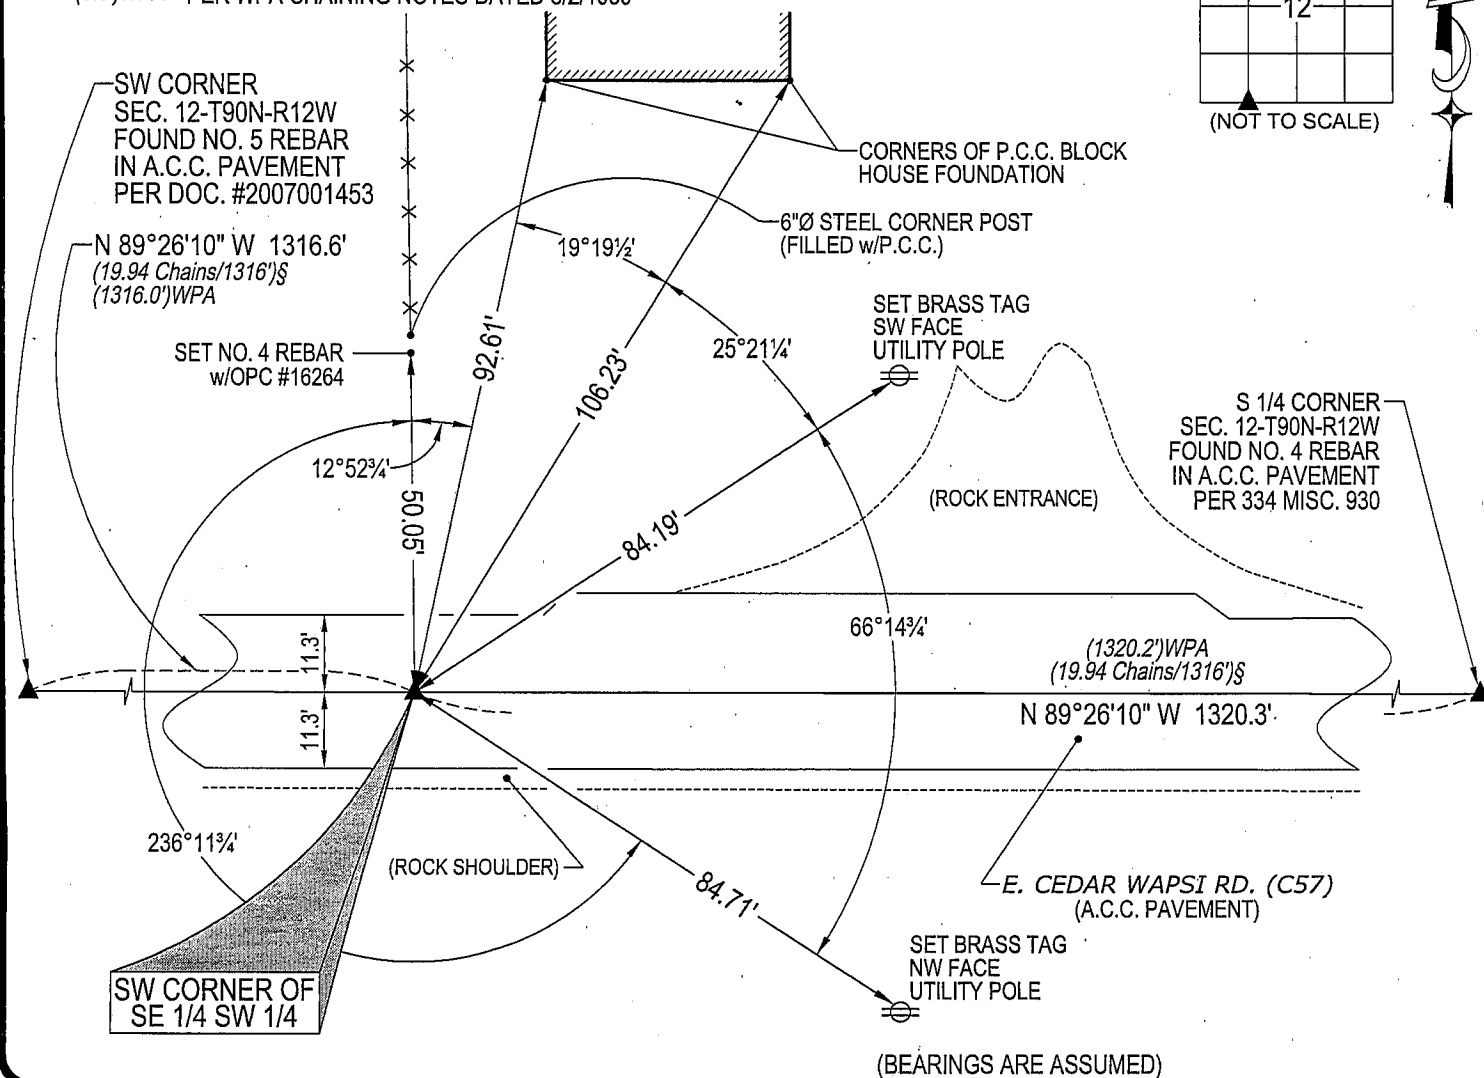 PER WPA CHAINING NOTES DATED
12
(NOT TO SCALE)
SW CORNER
SEC. 12-T90N-R12W
FOUND NO. 5 REBAR
IN A.C.C. PAVEMENT
PER DOC. #2007001453
N 89°26'10" W 1316.6'
(19.94 Chains/1316')§
(1316.0')WPA
SET NO. 4 REBAR
w/OPC #16264
CORNERS OF P.C.C. BLOCK
HOUSE FOUNDATION
6"Ø STEEL CORNER POST
(FILLED w/P.C.C.)
19°19½'
SET BRASS TAG
SW FACE
UTILITY POLE
92.61'
106.23'
25°21¼'
S 1/4 CORNER
SEC. 12-T90N-R12W
FOUND NO. 4 REBAR
IN A.C.C. PAVEMENT
PER 334 MISC. 930
12°52¾'
50.05'
84.19'
(ROCK ENTRANCE)
66°14¾'
11.3'
11.3'
(1320.2')WPA
(19.94 Chains/1316')§
N 89°26'10" W 1320.3'
236°11¾'
(ROCK SHOULDER)
84.71'
E. CEDAR WAPSI RD. (C57)
(A.C.C. PAVEMENT)
SET BRASS TAG
NW FACE
UTILITY POLE
SW CORNER OF
SE 1/4 SW 1/4
(BEARINGS ARE ASSUMED)